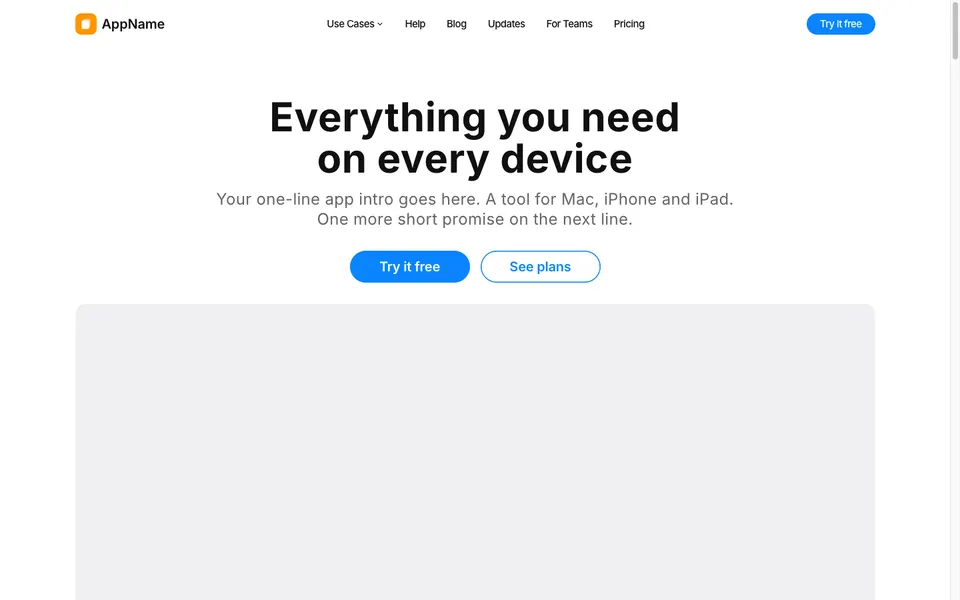 AppName
Use Cases
Help
Blog
Updates
For Teams
Pricing
Try it free
Everything you need
on every device
Your one-line app intro goes here. A tool for Mac, iPhone and iPad.
One more short promise on the next line.
Try it free
See plans